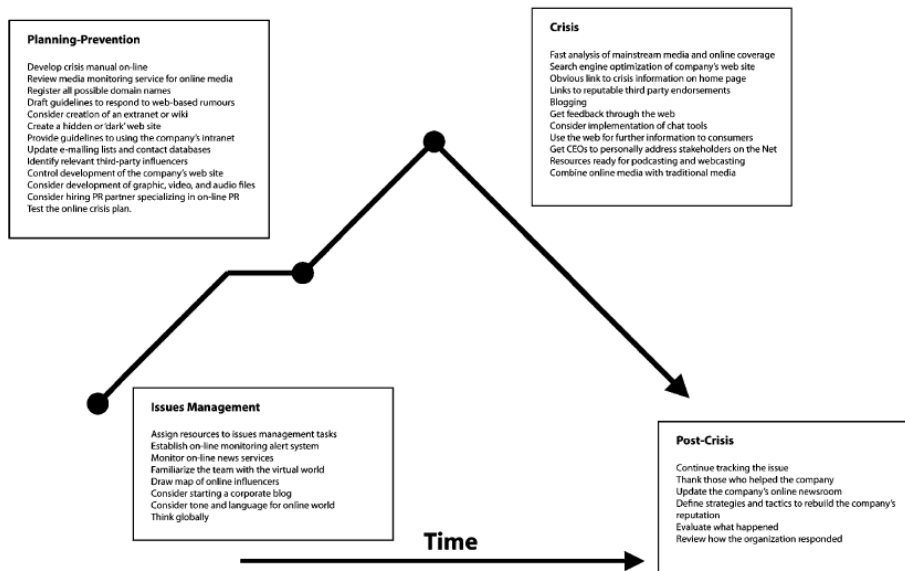 Planning-Prevention
Develop crisis manual on-line
Review media monitoring service for online media
Register all possible domain names
Draft guidelines to respond to web-based rumours
Consider creation of an extranet or wiki
Create a hidden or 'dark' web site
Provide guidelines to using the company's intranet
Update e-mailing lists and contact databases
Identify relevant third-party influencers
Control development of the company's web site
Consider development of graphic, video, and audio files
Consider hiring PR partner specializing in on-line PR
Test the online crisis plan.
Crisis
Fast analysis of mainstream media and online coverage
Search engine optimization of company's web site
Obvious link to crisis information on home page
Links to reputable third party endorsements
Blogging
Get feedback through the web
Consider implementation of chat tools
Use the web for further information to consumers
Get CEOs to personally address stakeholders on the Net
Resources ready for podcasting and webcasting
Combine online media with traditional media
Issues Management
Assign resources to issues management tasks
Establish on-line monitoring alert system
Monitor on-line news services
Familiarize the team with the virtual world
Draw map of online influencers
Consider starting a corporate blog
Consider tone and language for online world
Think globally
Post-Crisis
Continue tracking the issue
Thank those who helped the company
Update the company's online newsroom
Define strategies and tactics to rebuild the company's
reputation
Evaluate what happened
Review how the organization responded
Time